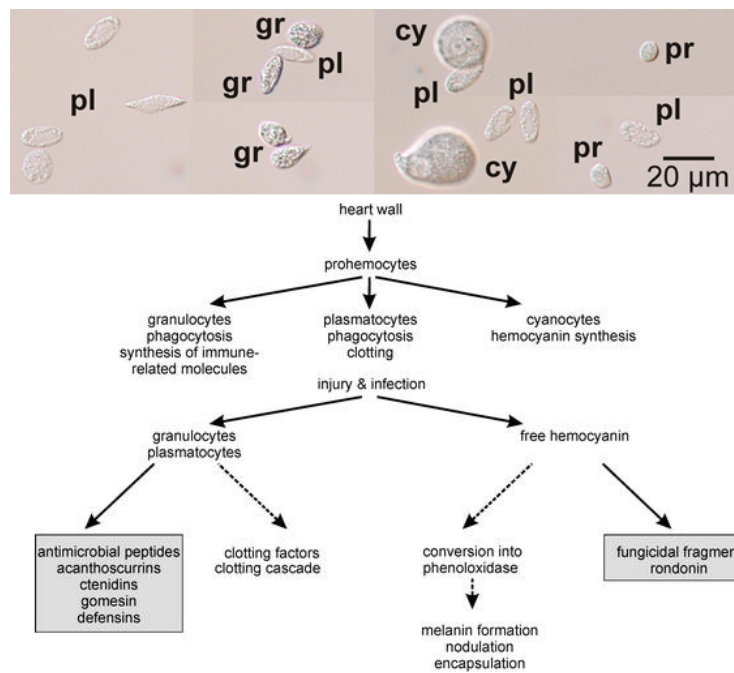 pl
gr
pl
gr
gr
cy
pl
pl
cy
pr
pl
pr
20 µm
heart wall
prohemocytes
granulocytes
phagocytosis
synthesis of immune-
related molecules
plasmatocytes
phagocytosis
clotting
cyanocytes
hemocyanin synthesis
injury & infection
granulocytes
plasmatocytes
free hemocyanin
antimicrobial peptides
acanthoscurrins
ctenidins
gomesin
defensins
clotting factors
clotting cascade
conversion into
phenoloxidase
melanin formation
nodulation
encapsulation
fungicidal fragmen
rondonin